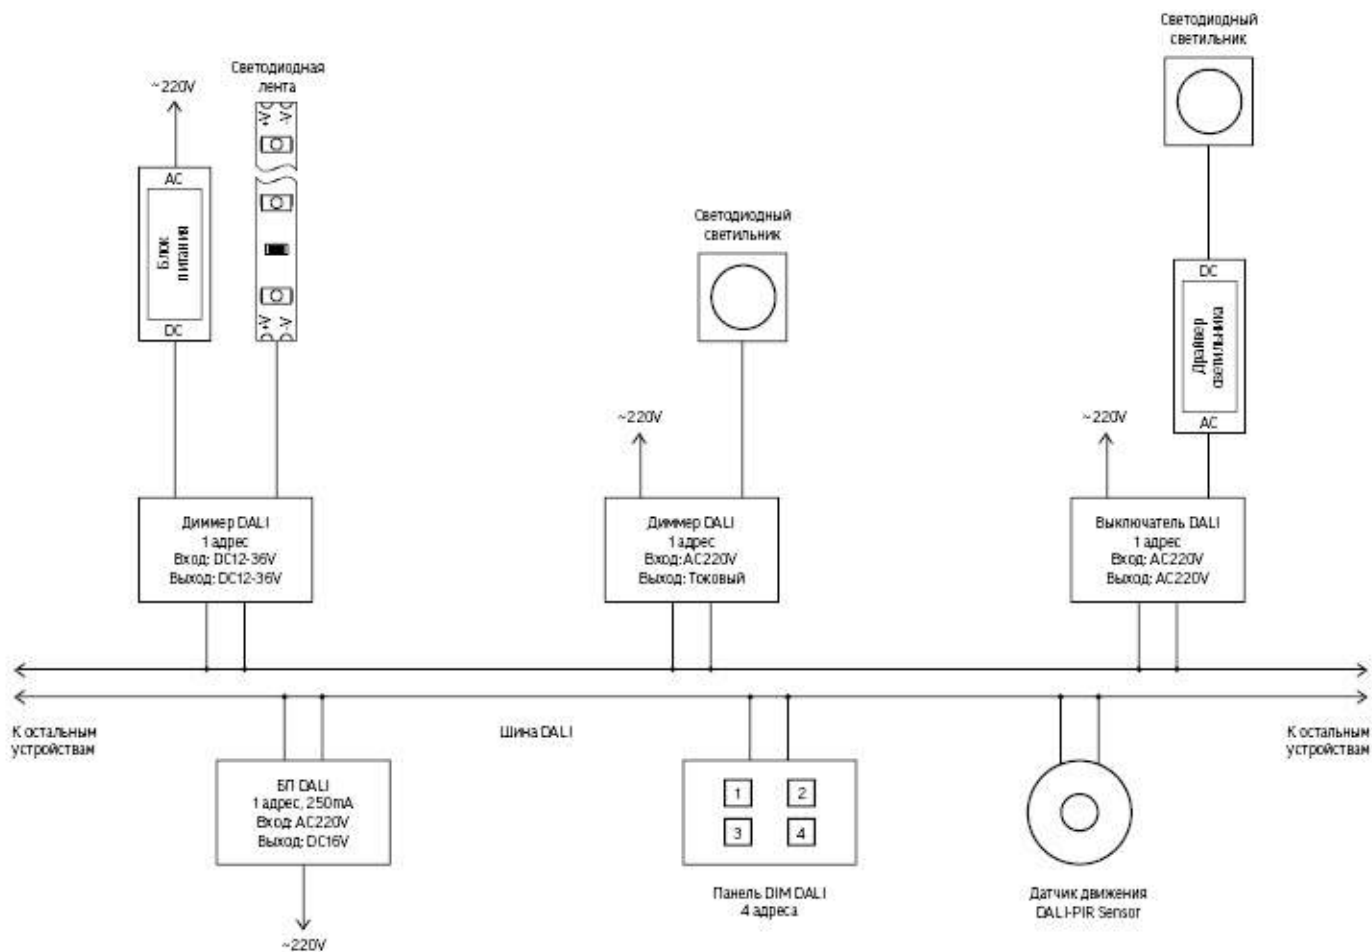 Светодиодный
светильник
Светодиодная
лента
~220V
+V -V
AC
Блок
питания
DC
+V -V
Светодиодный
светильник
DC
Драйвер
светильника
AC
~220V
~220V
Диммер DALI
1 адрес
Вход: DC12-36V
Выход: DC12-36V
Диммер DALI
1 адрес
Вход: AC220V
Выход: Токовый
Выключатель DALI
1 адрес
Вход: AC220V
Выход: AC220V
К остальным
устройствам
Шина DALI
К остальным
устройствам
БП DALI
1 адрес, 250mA
Вход: AC220V
Выход: DC16V
1 2
3 4
Панель DIM DALI
4 адреса
Датчик движения
DALI-PIR Sensor
~220V